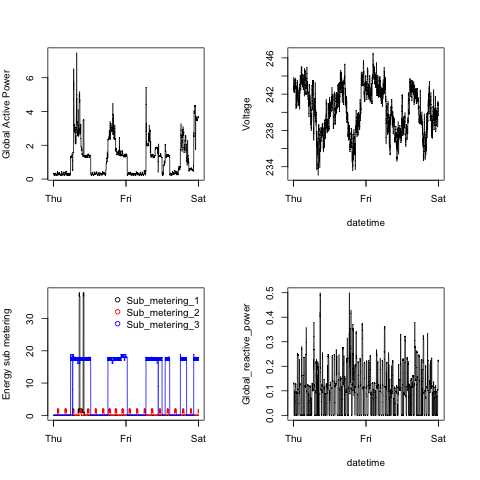 Global Active Power
6
4
2
0
Thu Fri Sat
Voltage
246
242
238
234
Thu Fri Sat
datetime
Energy sub metering
30
20
10
0
Sub_metering_1
Sub_metering_2
Sub_metering_3
Thu Fri Sat
Global_reactive_power
0.5
0.4
0.3
0.2
0.1
0.0
Thu Fri Sat
datetime